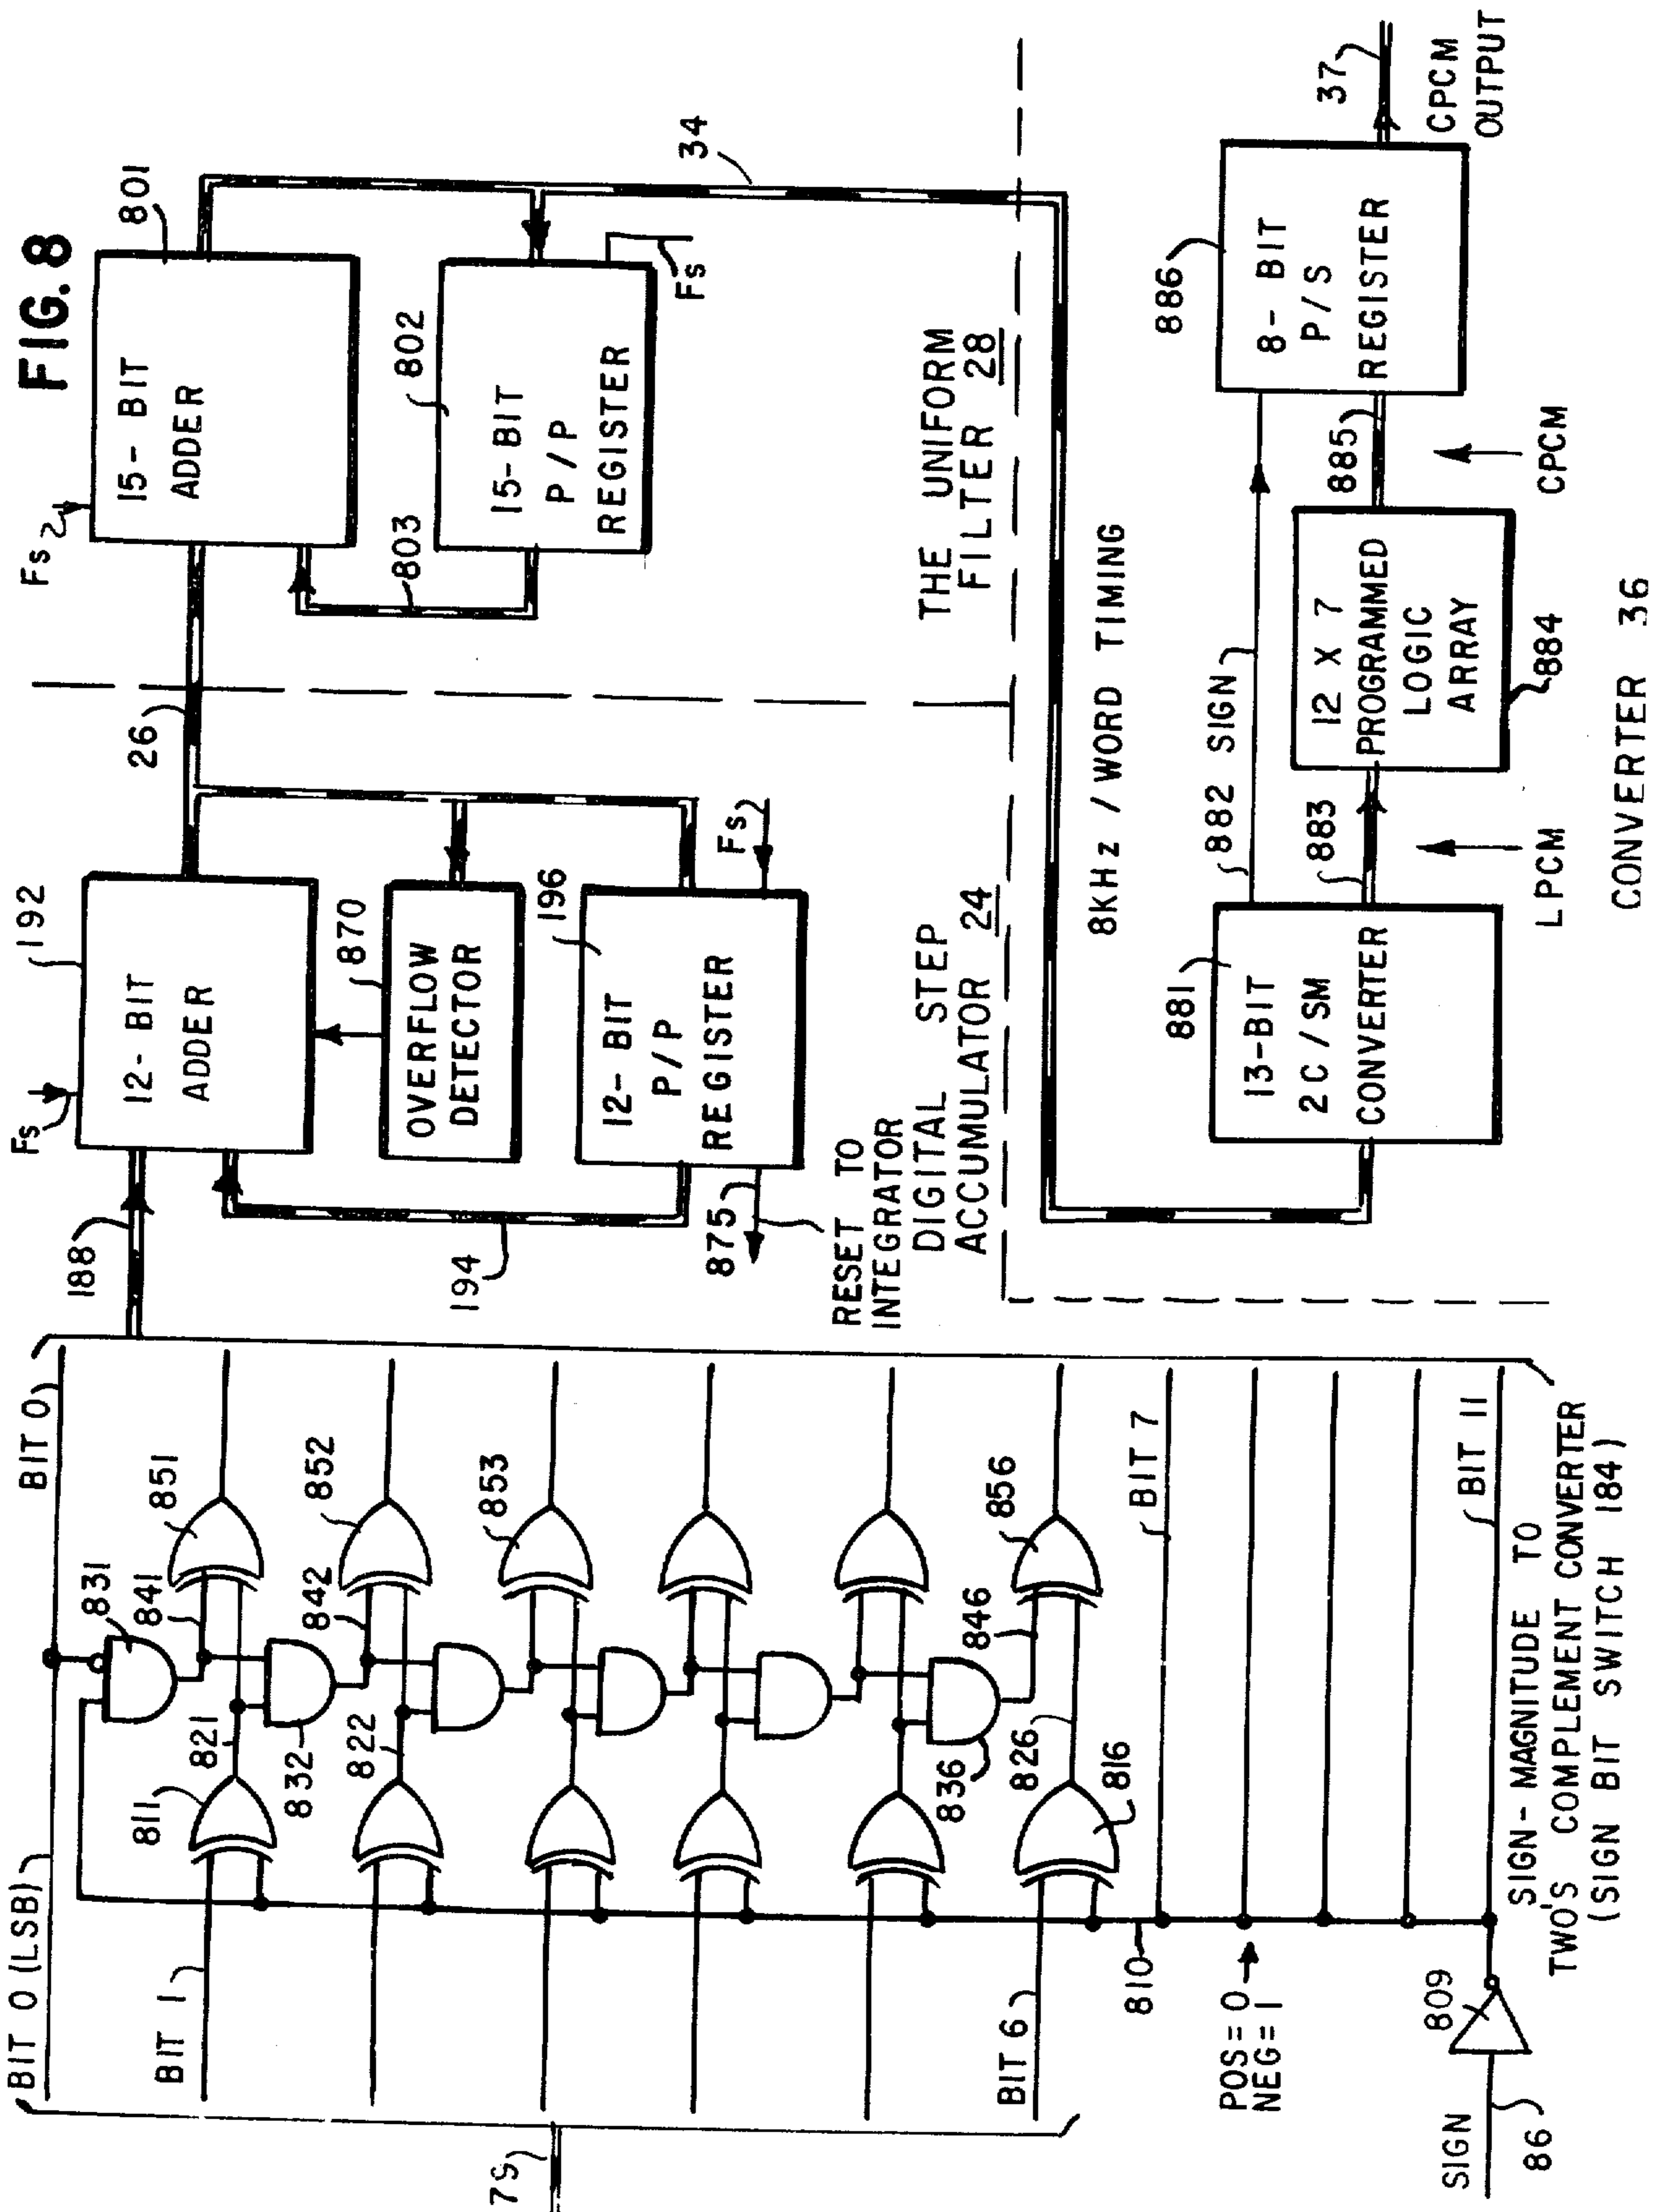 FIG. 8
79
BIT 0 (LSB)
BIT 1
BIT 6
SIGN
86
809
POS = 0
NEG = 1
810
811
821
822
826
816
831
832
836
841
842
846
851
852
853
856
BIT 0
BIT 7
BIT 11
SIGN - MAGNITUDE TO
TWO'S COMPLEMENT CONVERTER
(SIGN BIT SWITCH 184)
188
Fs
192
12 - BIT
ADDER
870
OVERFLOW
DETECTOR
196
12 - BIT
P/P
REGISTER
Fs
194
875
RESET TO
INTEGRATOR
DIGITAL STEP
ACCUMULATOR 24
26
Fs
801
15 - BIT
ADDER
802
15 - BIT
P/P
REGISTER
Fs
803
34
THE UNIFORM
FILTER 28
8KHz / WORD TIMING
881
13-BIT
2C/SM
CONVERTER
882 SIGN
883
LPCM
12 X 7
PROGRAMMED
LOGIC
ARRAY
884
885
CPCM
886
8 - BIT
P/S
REGISTER
37
CPCM
OUTPUT
CONVERTER 36